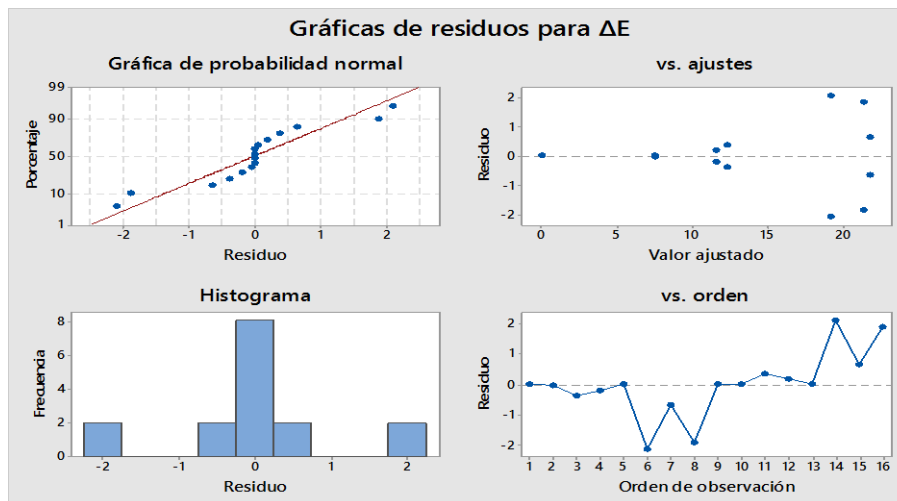 Gráficas de residuos para ΔE
Gráfica de probabilidad normal
99
90
50
10
1
Porcentaje
-2 -1 0 1 2
Residuo
vs. ajustes
2
1
0
-1
-2
Residuo
0 5 10 15 20
Valor ajustado
Histograma
8
6
4
2
0
Frecuencia
-2 -1 0 1 2
Residuo
vs. orden
2
1
0
-1
-2
Residuo
1 2 3 4 5 6 7 8 9 10 11 12 13 14 15 16
Orden de observación